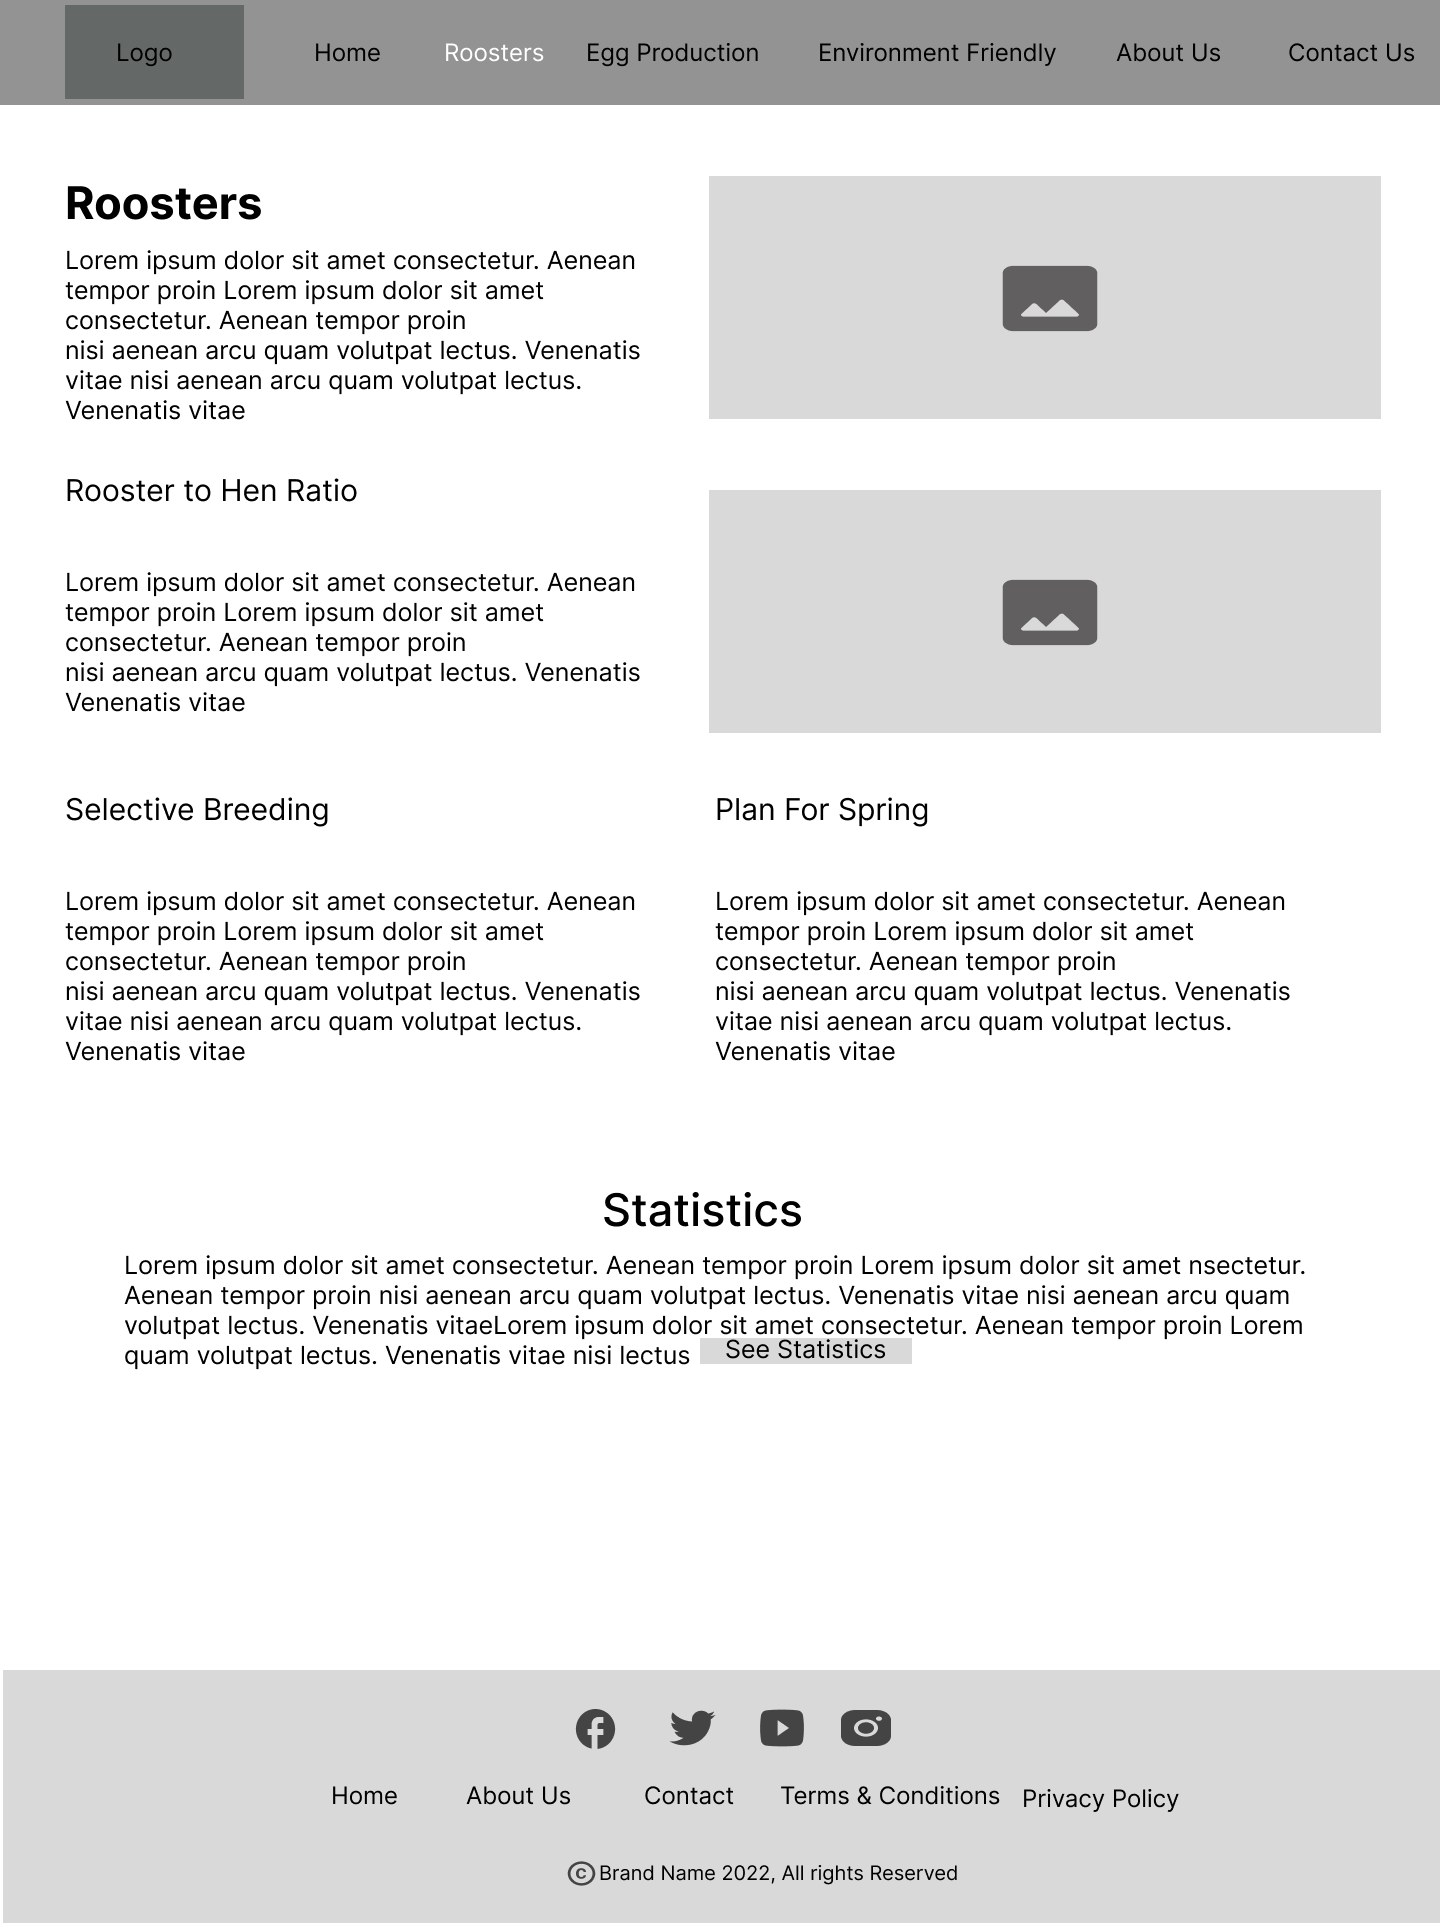 Logo
Home
Roosters
Egg Production
Environment Friendly
About Us
Contact Us
Roosters
Lorem ipsum dolor sit amet consectetur. Aenean
tempor proin Lorem ipsum dolor sit amet
consectetur. Aenean tempor proin
nisi aenean arcu quam volutpat lectus. Venenatis
vitae nisi aenean arcu quam volutpat lectus.
Venenatis vitae
Rooster to Hen Ratio
Lorem ipsum dolor sit amet consectetur. Aenean
tempor proin Lorem ipsum dolor sit amet
consectetur. Aenean tempor proin
nisi aenean arcu quam volutpat lectus. Venenatis
Venenatis vitae
Selective Breeding
Lorem ipsum dolor sit amet consectetur. Aenean
tempor proin Lorem ipsum dolor sit amet
consectetur. Aenean tempor proin
nisi aenean arcu quam volutpat lectus. Venenatis
vitae nisi aenean arcu quam volutpat lectus.
Venenatis vitae
Plan For Spring
Lorem ipsum dolor sit amet consectetur. Aenean
tempor proin Lorem ipsum dolor sit amet
consectetur. Aenean tempor proin
nisi aenean arcu quam volutpat lectus. Venenatis
vitae nisi aenean arcu quam volutpat lectus.
Venenatis vitae
Statistics
Lorem ipsum dolor sit amet consectetur. Aenean tempor proin Lorem ipsum dolor sit amet nsectetur.
Aenean tempor proin nisi aenean arcu quam volutpat lectus. Venenatis vitae nisi aenean arcu quam
volutpat lectus. Venenatis vitaeLorem ipsum dolor sit amet consectetur. Aenean tempor proin Lorem
quam volutpat lectus. Venenatis vitae nisi lectus
See Statistics
Home
About Us
Contact
Terms & Conditions
Privacy Policy
© Brand Name 2022, All rights Reserved